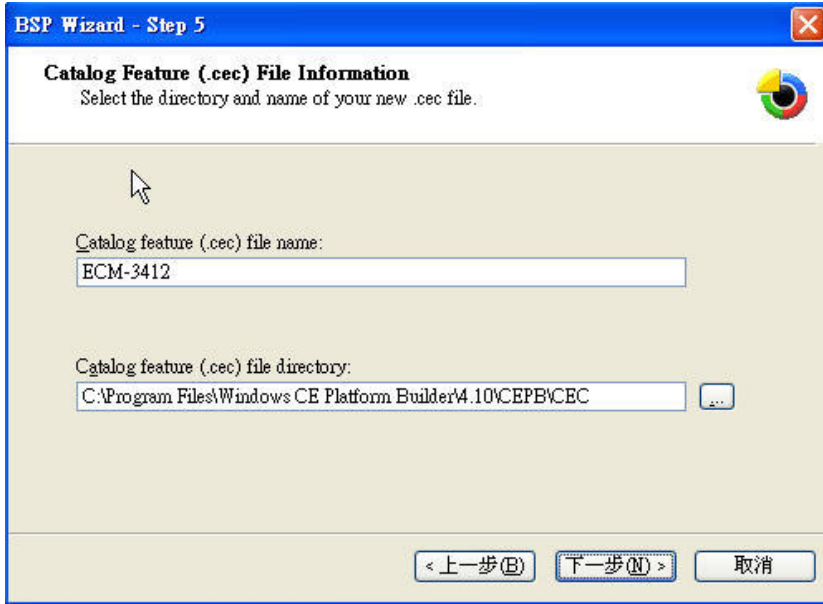 BSP Wizard - Step 5
Catalog Feature (.cec) File Information
Select the directory and name of your new .cec file.
Catalog feature (.cec) file name:
ECM-3412
Catalog feature (.cec) file directory:
C:\Program Files\Windows CE Platform Builder\4.10\CEPB\CEC
...
<上一步(B) 下一步(N)> 取消